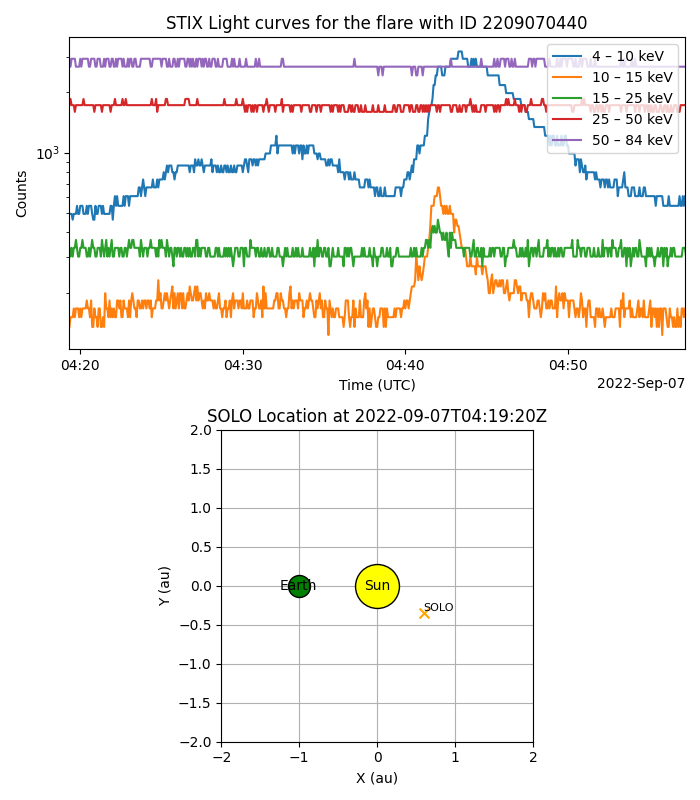 STIX Light curves for the flare with ID 2209070440
4 – 10 keV
10 – 15 keV
15 – 25 keV
25 – 50 keV
50 – 84 keV
10³
Counts
04:20 04:30 04:40 04:50
Time (UTC)
2022-Sep-07
SOLO Location at 2022-09-07T04:19:20Z
2.0
1.5
1.0
0.5
0.0
−0.5
−1.0
−1.5
−2.0
Y (au)
Earth
Sun
SOLO
−2 −1 0 1 2
X (au)